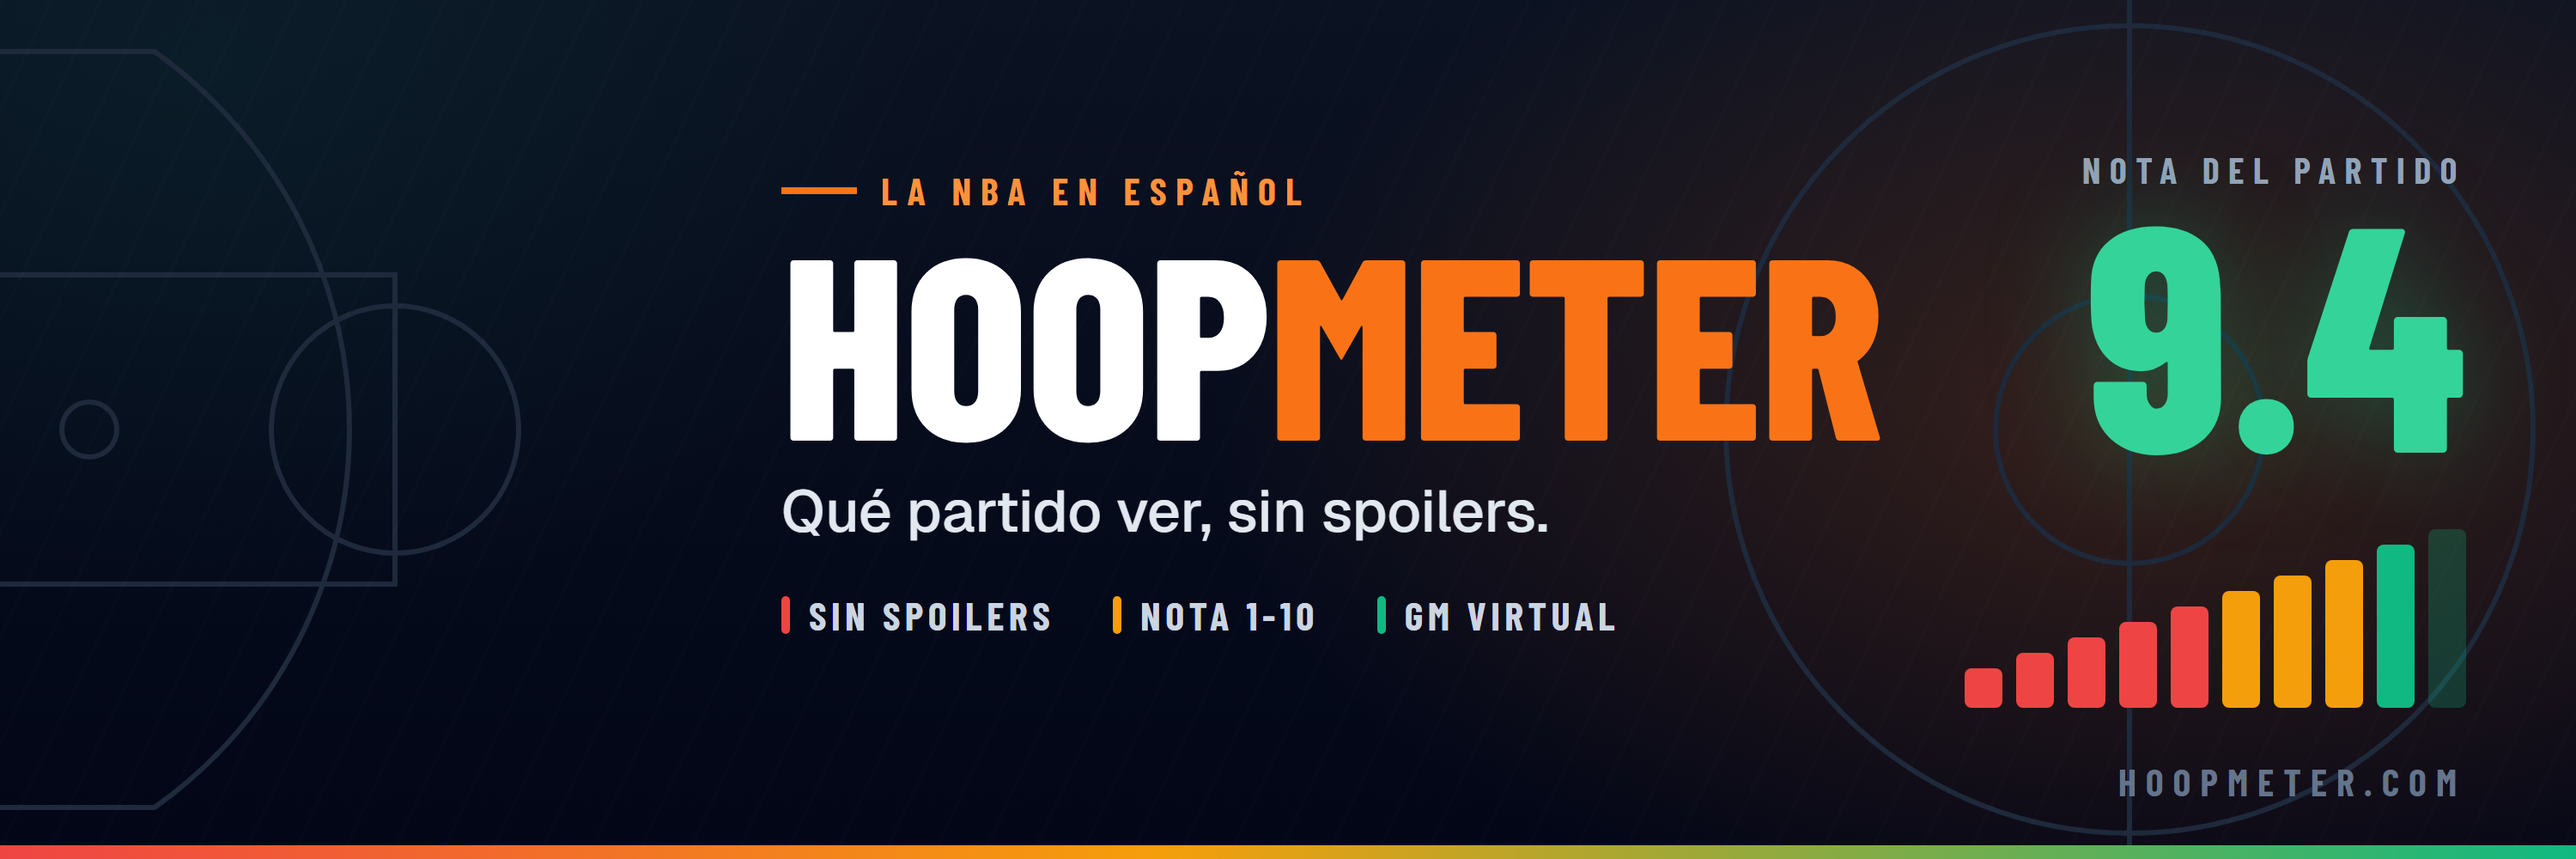 LA NBA EN ESPAÑOL
HOOPMETER
Qué partido ver, sin spoilers.
SIN SPOILERS
NOTA 1-10
GM VIRTUAL
NOTA DEL PARTIDO
9.4
HOOPMETER.COM